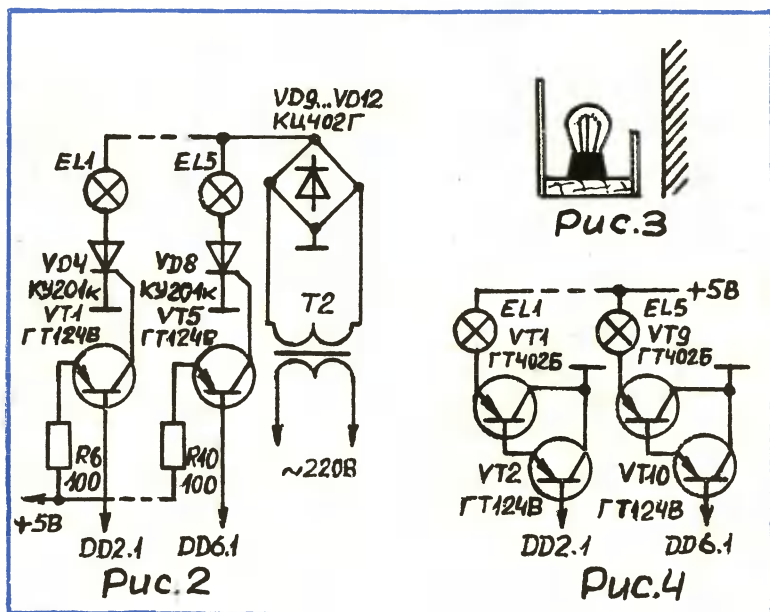 VD9...VD12
КЦ402Г
EL1
EL5
VD4
КУ201к
VT1
ГТ124В
VD8
КУ201к
VT5
ГТ124В
T2
R6
100
R10
100
+5В
~220В
DD2.1
DD6.1
Рис.2
Рис.3
+5В
EL1
VT1
ГТ402Б
EL5
VT9
ГТ402Б
VT2
ГТ124В
VT10
ГТ124В
DD2.1
DD6.1
Рис.4